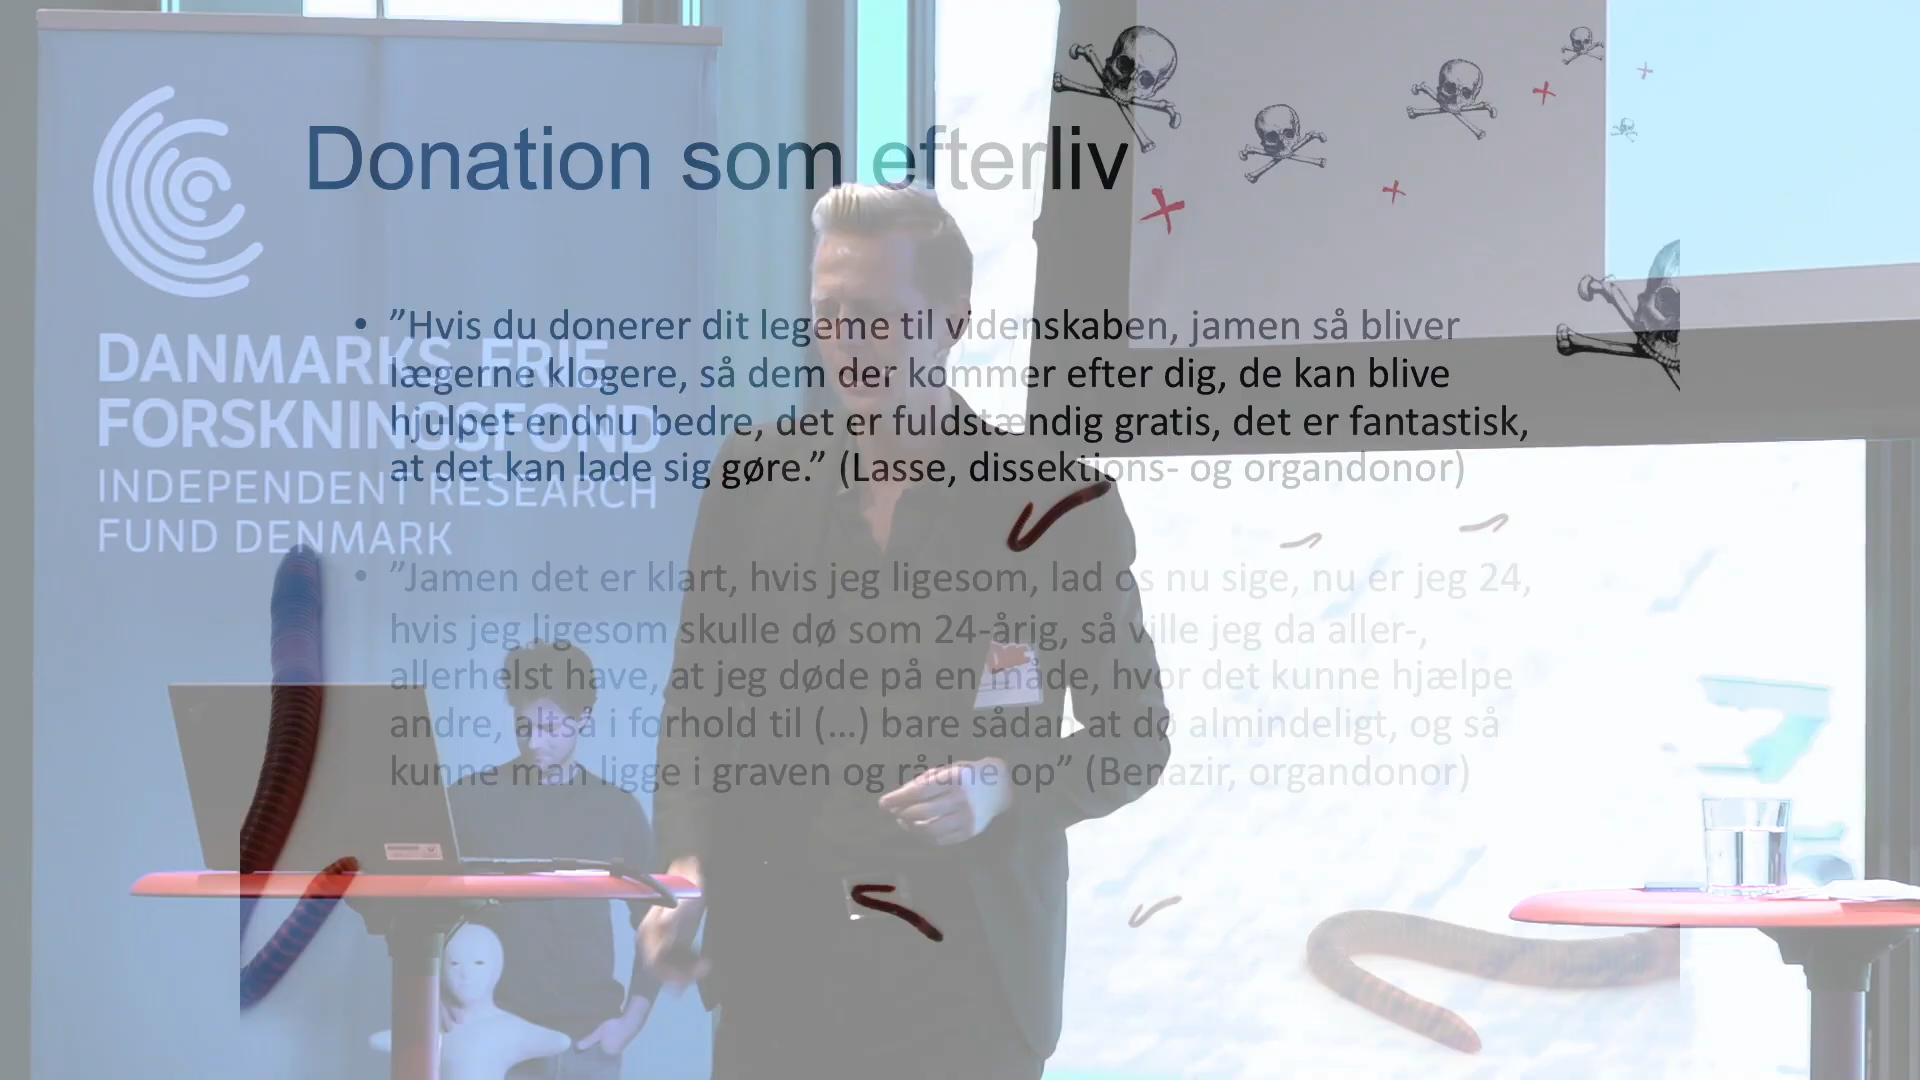 Donation som efterliv
DANMARKS FRIE
FORSKNINGSFOND
INDEPENDENT RESEARCH
FUND DENMARK
• ”Hvis du donerer dit legeme til videnskaben, jamen så bliver
lægerne klogere, så dem der kommer efter dig, de kan blive
hjulpet endnu bedre, det er fuldstændig gratis, det er fantastisk,
at det kan lade sig gøre.” (Lasse, dissektions- og organdonor)
• ”Jamen det er klart, hvis jeg ligesom, lad os nu sige, nu er jeg 24,
hvis jeg ligesom skulle dø som 24-årig, så ville jeg da aller-,
allerhelst have, at jeg døde på en måde, hvor det kunne hjælpe
andre, altså i forhold til (…) bare sådan at dø almindeligt, og så
kunne man ligge i graven og rådne op” (Benazir, organdonor)